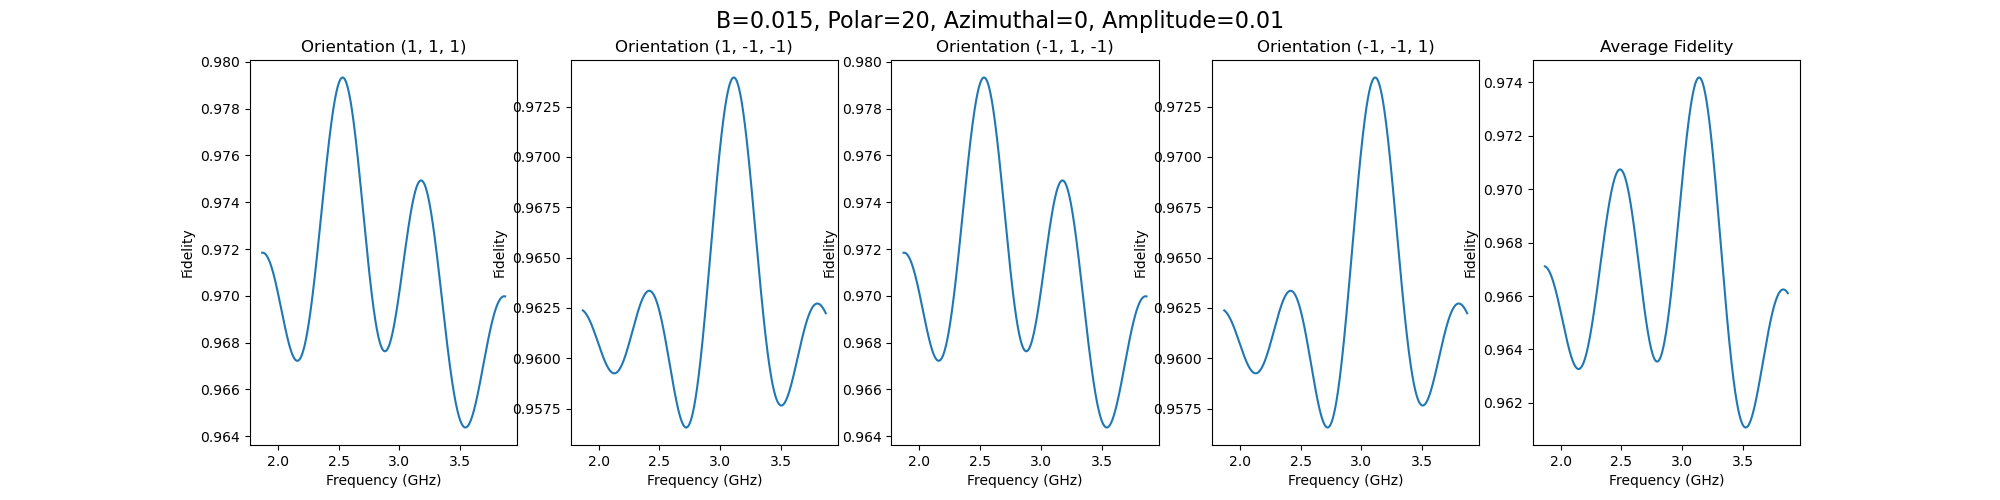 B=0.015, Polar=20, Azimuthal=0, Amplitude=0.01
Orientation (1, 1, 1)
0.980
0.978
0.976
0.974
0.972
0.970
0.968
0.966
0.964
Fidelity
2.0 2.5 3.0 3.5
Frequency (GHz)
Orientation (1, -1, -1)
0.9725
0.9700
0.9675
0.9650
0.9625
0.9600
0.9575
Fidelity
2.0 2.5 3.0 3.5
Frequency (GHz)
Orientation (-1, 1, -1)
0.980
0.978
0.976
0.974
0.972
0.970
0.968
0.966
0.964
Fidelity
2.0 2.5 3.0 3.5
Frequency (GHz)
Orientation (-1, -1, 1)
0.9725
0.9700
0.9675
0.9650
0.9625
0.9600
0.9575
Fidelity
2.0 2.5 3.0 3.5
Frequency (GHz)
Average Fidelity
0.974
0.972
0.970
0.968
0.966
0.964
0.962
Fidelity
2.0 2.5 3.0 3.5
Frequency (GHz)